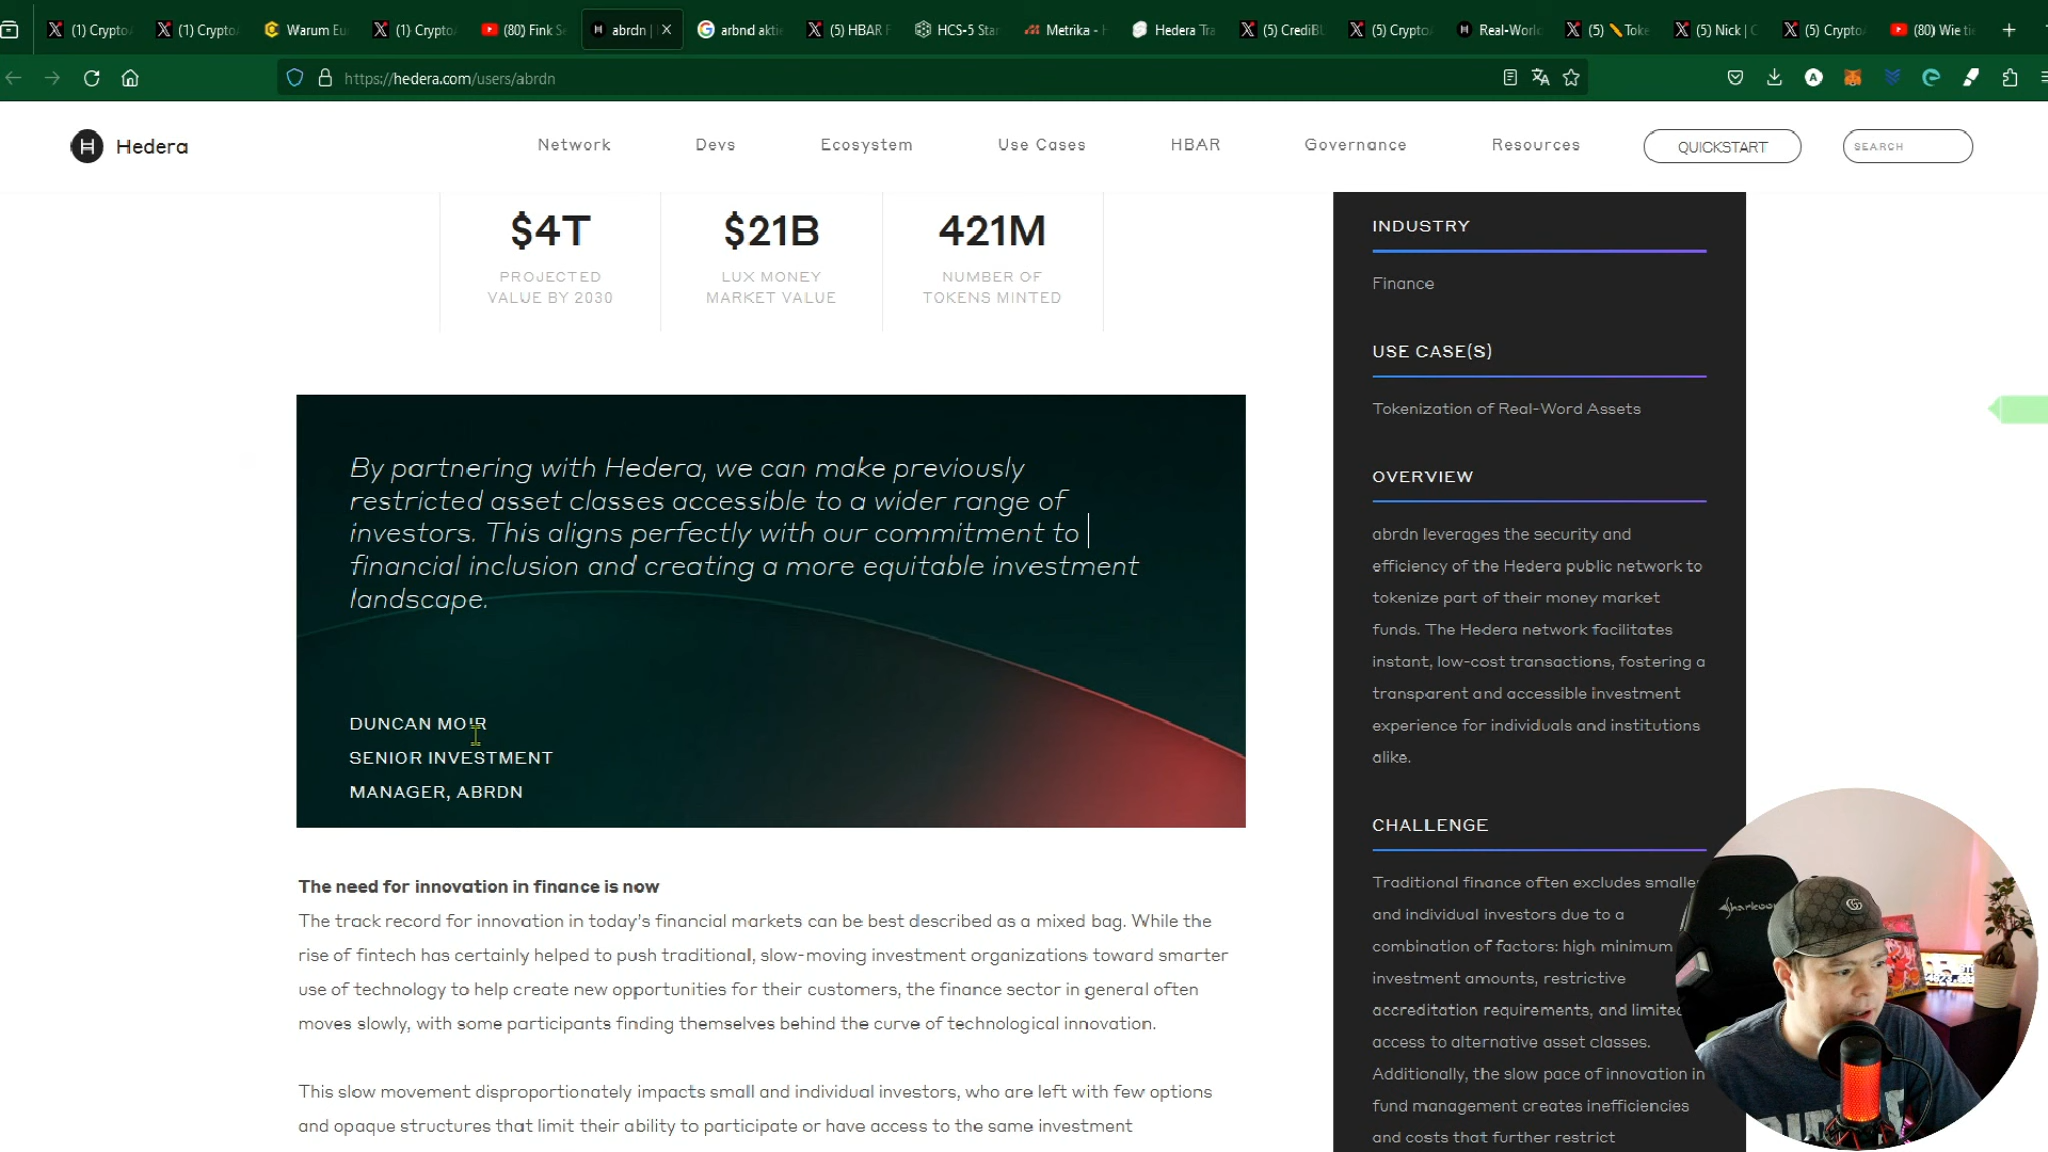 (1) Crypto
(1) Crypto
Warum Eu
(1) Crypto
(80) Fink S
abrdn |
arbnd akti
(5) HBAR F
HCS-5 Sta
Metrika - H
Hedera Tra
(5) CrediBU
(5) Crypto
Real-World
(5) ✏️Toke
(5) Nick | C
(5) Crypto
(80) Wie tie
https://hedera.com/users/abrdn
Hedera
Network
Devs
Ecosystem
Use Cases
HBAR
Governance
Resources
QUICKSTART
SEARCH
$4T
PROJECTED
VALUE BY 2030
$21B
LUX MONEY
MARKET VALUE
421M
NUMBER OF
TOKENS MINTED
By partnering with Hedera, we can make previously
restricted asset classes accessible to a wider range of
investors. This aligns perfectly with our commitment to
financial inclusion and creating a more equitable investment
landscape.
DUNCAN MOIR
SENIOR INVESTMENT
MANAGER, ABRDN
The need for innovation in finance is now
The track record for innovation in today's financial markets can be best described as a mixed bag. While the
rise of fintech has certainly helped to push traditional, slow-moving investment organizations toward smarter
use of technology to help create new opportunities for their customers, the finance sector in general often
moves slowly, with some participants finding themselves behind the curve of technological innovation.
This slow movement disproportionately impacts small and individual investors, who are left with few options
and opaque structures that limit their ability to participate or have access to the same investment
INDUSTRY
Finance
USE CASE(S)
Tokenization of Real-Word Assets
OVERVIEW
abrdn leverages the security and
efficiency of the Hedera public network to
tokenize part of their money market
funds. The Hedera network facilitates
instant, low-cost transactions, fostering a
transparent and accessible investment
experience for individuals and institutions
alike.
CHALLENGE
Traditional finance often excludes smalle
and individual investors due to a
combination of factors: high minimum
investment amounts, restrictive
accreditation requirements, and limite
access to alternative asset classes.
Additionally, the slow pace of innovation in
fund management creates inefficiencies
and costs that further restrict
sharkoon